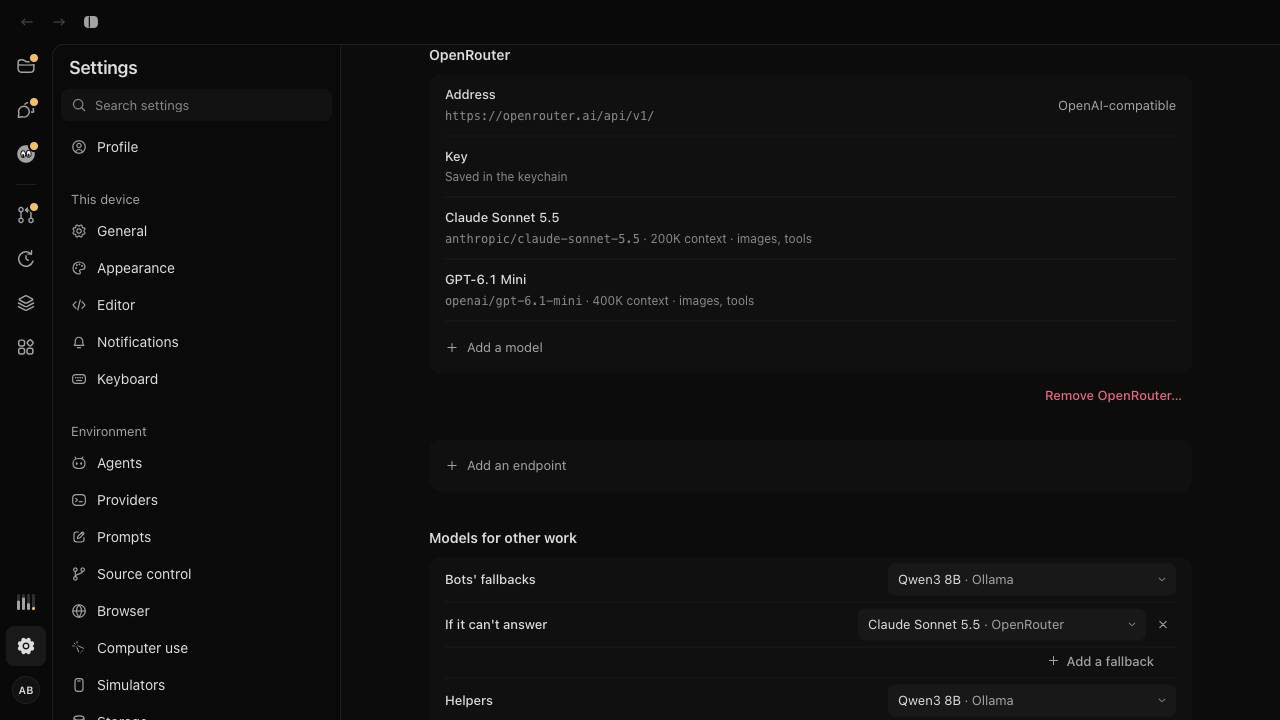 Settings
Search settings
Profile
This device
General
Appearance
Editor
Notifications
Keyboard
Environment
Agents
Providers
Prompts
Source control
Browser
Computer use
Simulators
Storage
AB
OpenRouter
Address
https://openrouter.ai/api/v1/
OpenAI-compatible
Key
Saved in the keychain
Claude Sonnet 5.5
anthropic/claude-sonnet-5.5 · 200K context · images, tools
GPT-6.1 Mini
openai/gpt-6.1-mini · 400K context · images, tools
Add a model
Remove OpenRouter...
Add an endpoint
Models for other work
Bots' fallbacks
Qwen3 8B · Ollama
If it can't answer
Claude Sonnet 5.5 · OpenRouter
Add a fallback
Helpers
Qwen3 8B · Ollama